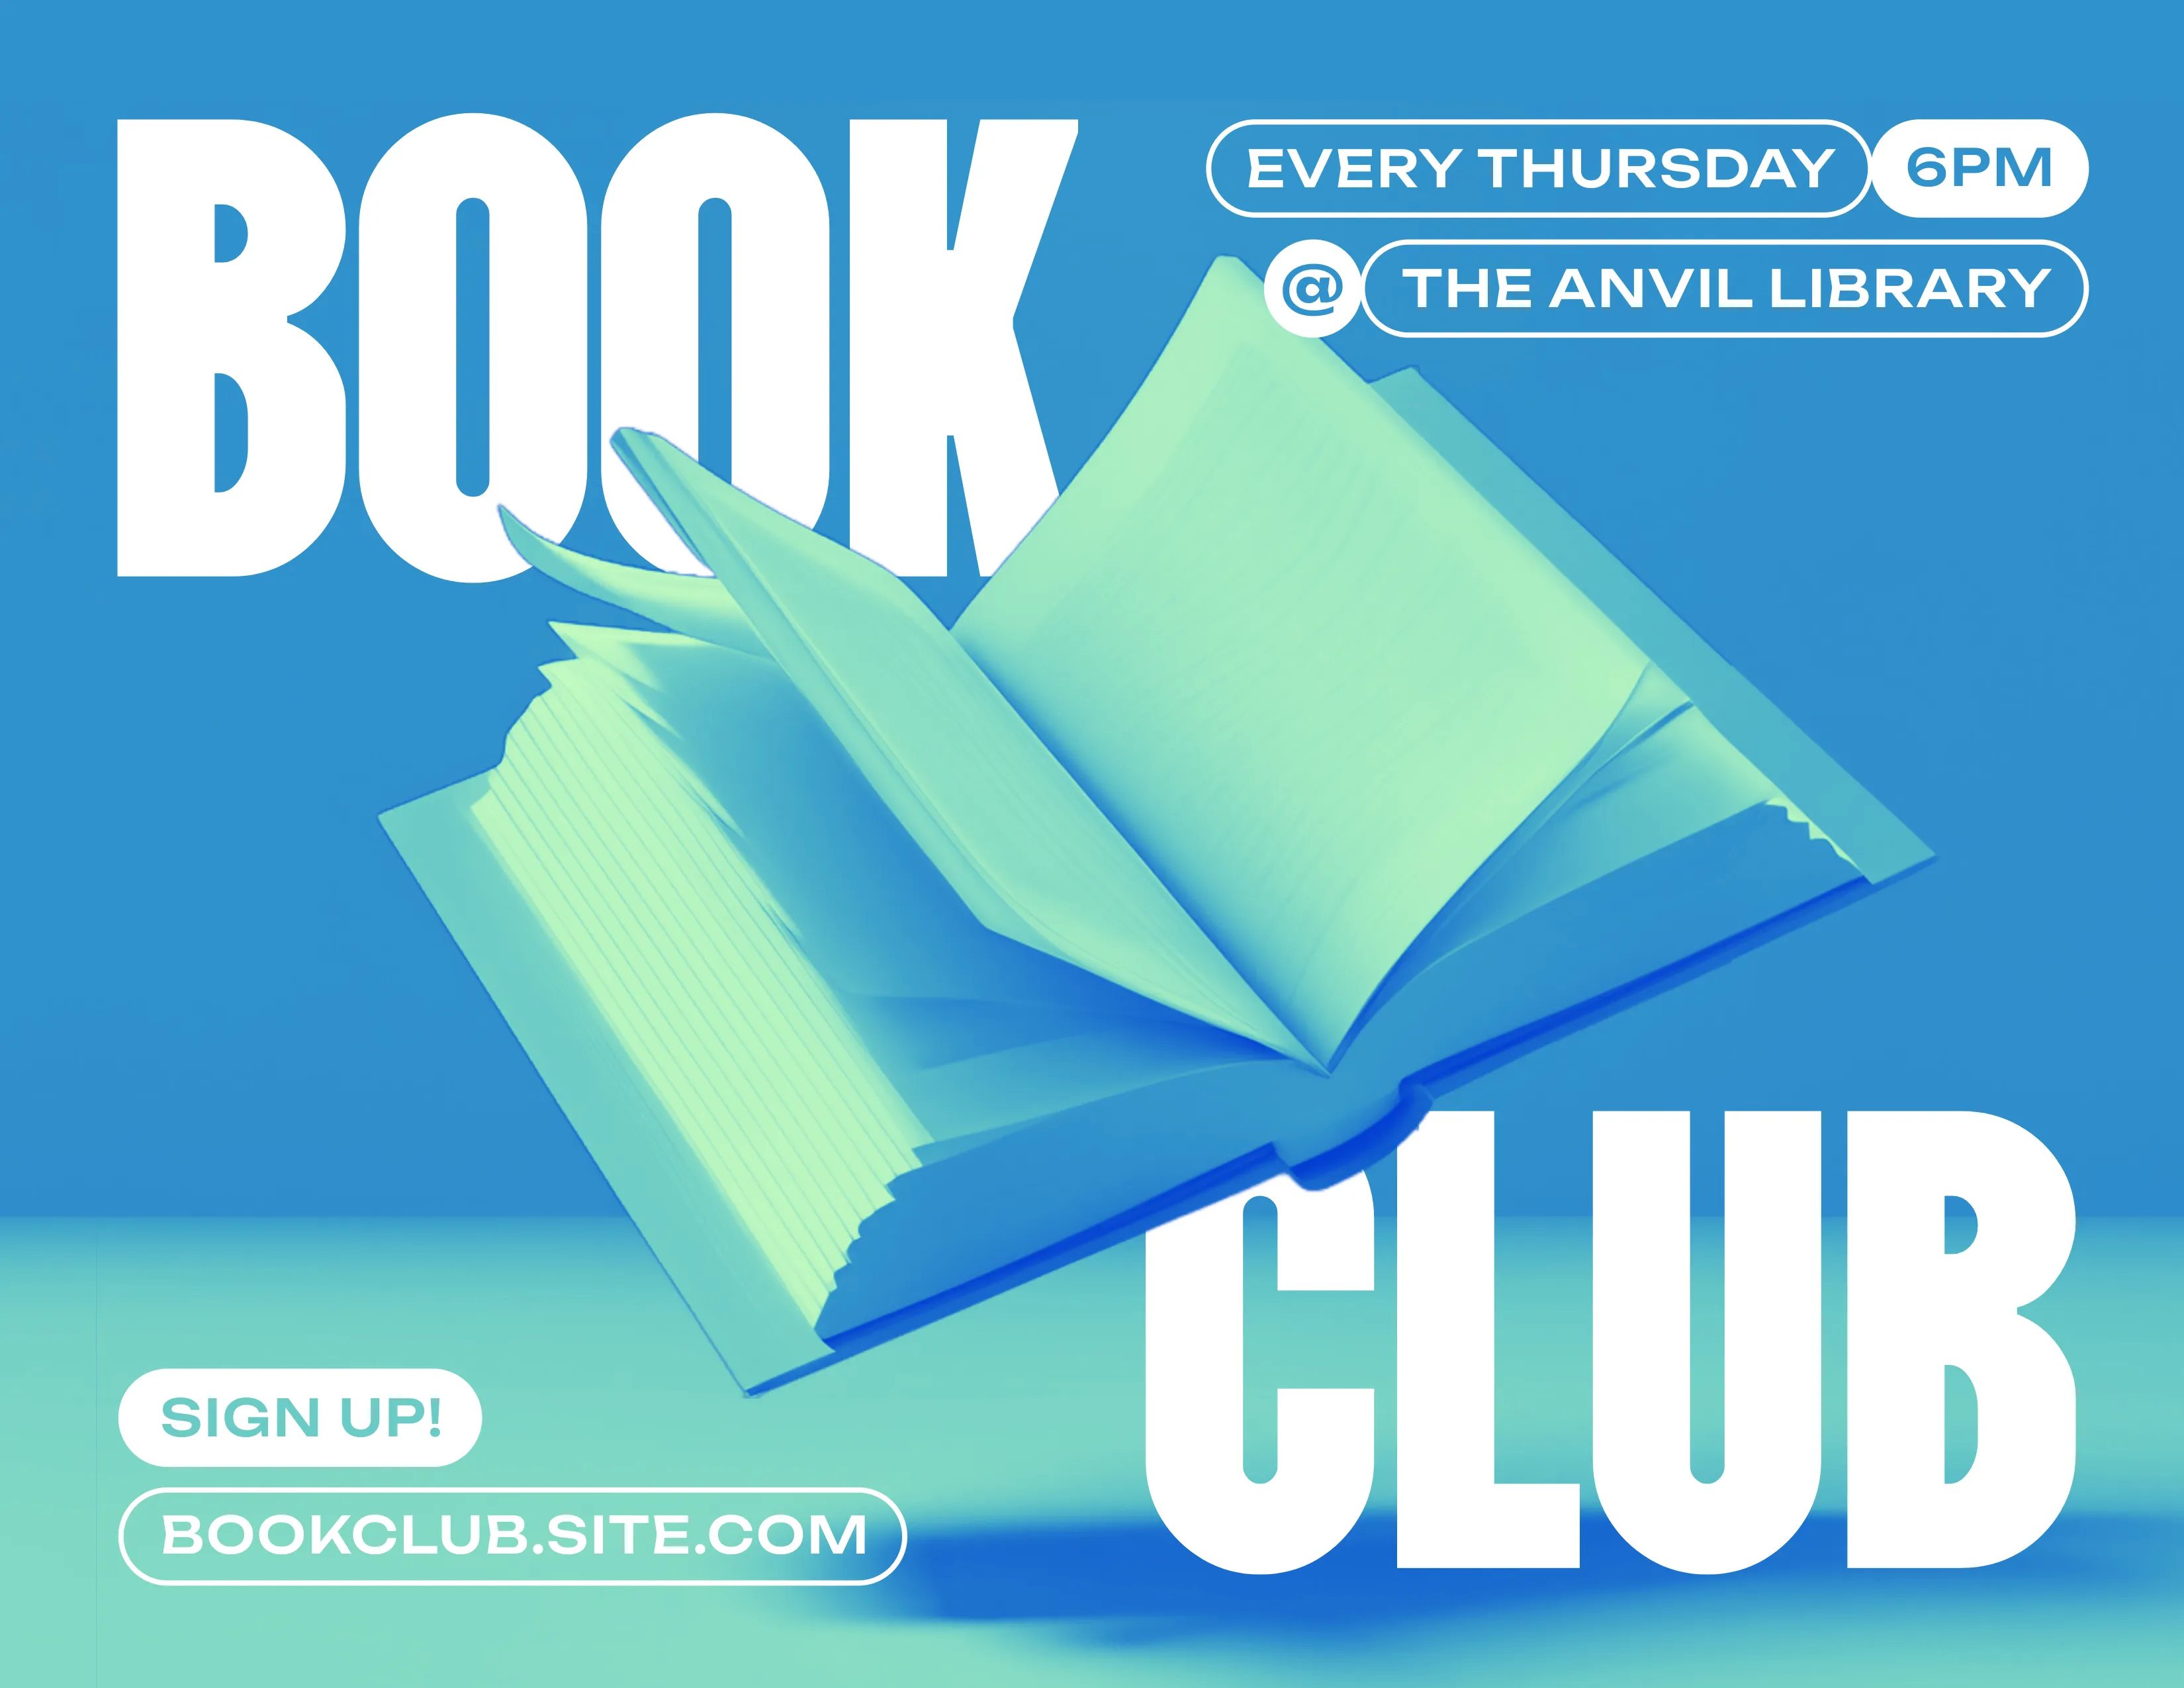 BOOK
EVERY THURSDAY 6PM
@ THE ANVIL LIBRARY
CLUB
SIGN UP!
BOOKCLUB.SITE.COM